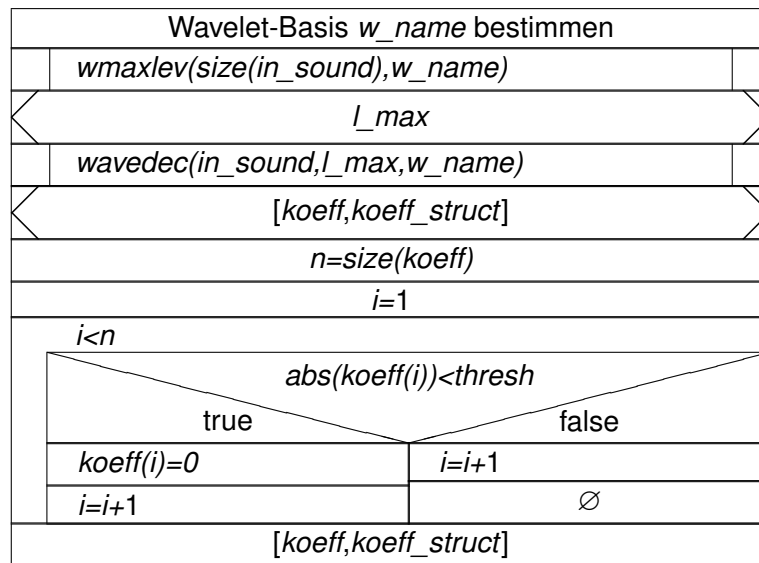 Wavelet-Basis w_name bestimmen
wmaxlev(size(in_sound),w_name)
l_max
wavedec(in_sound,l_max,w_name)
[koeff,koeff_struct]
n=size(koeff)
i=1
i<n
abs(koeff(i))<thresh
true false
koeff(i)=0 i=i+1
i=i+1 ∅
[koeff,koeff_struct]